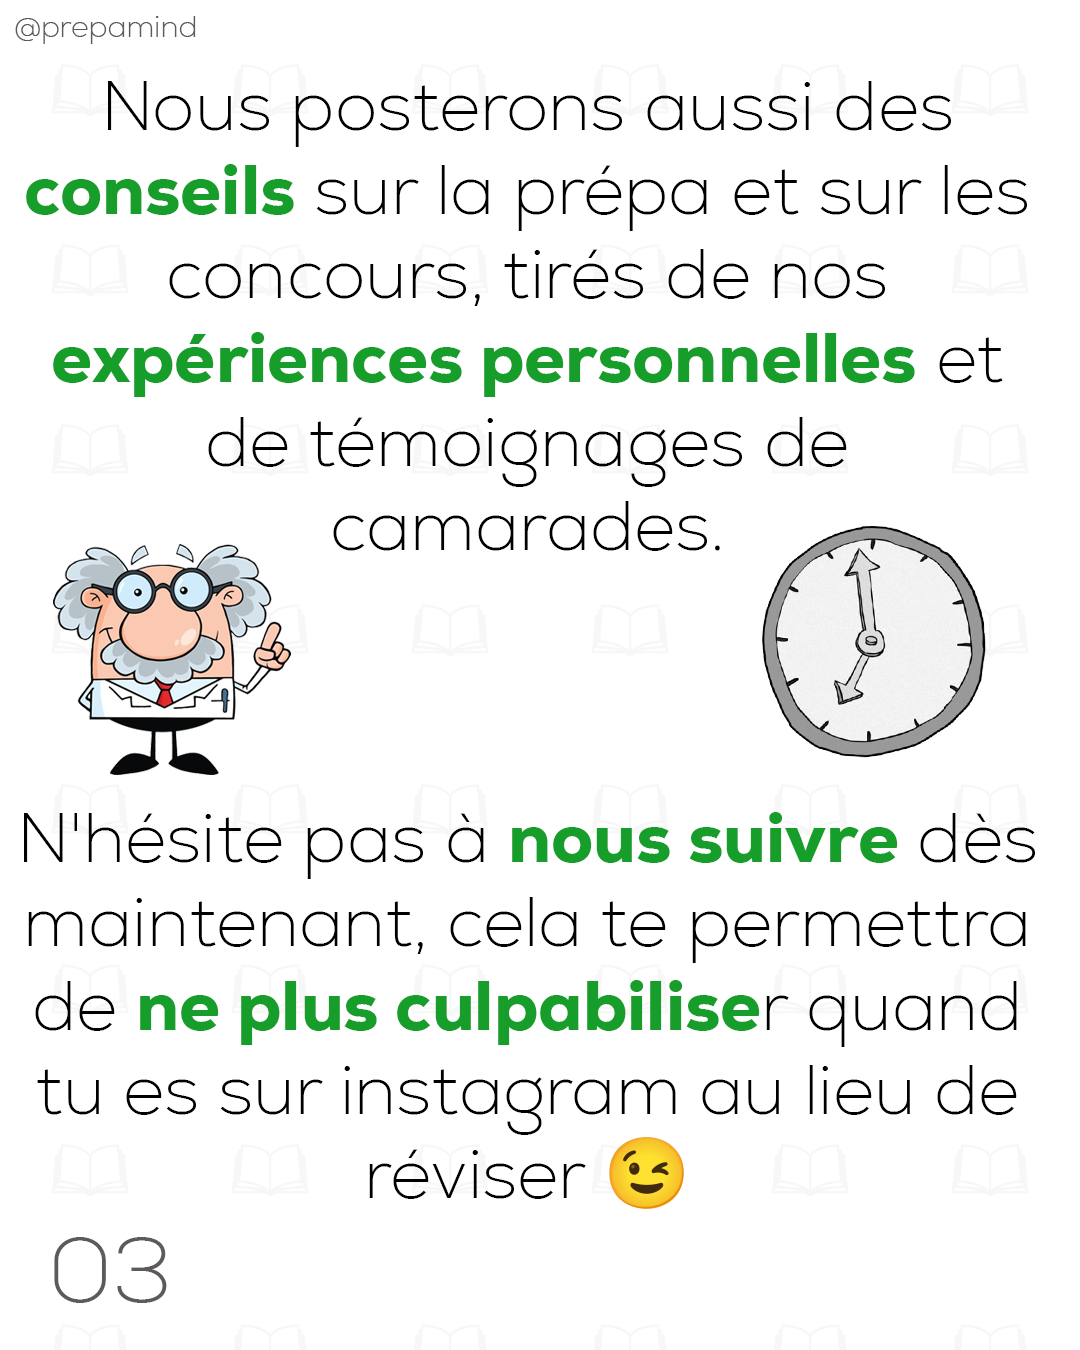 @prepamind
Nous posterons aussi des
conseils sur la prépa et sur les
concours, tirés de nos
expériences personnelles et
de témoignages de
camarades.
N'hésite pas à nous suivre dès
maintenant, cela te permettra
de ne plus culpabiliser quand
tu es sur instagram au lieu de
réviser 😉
03